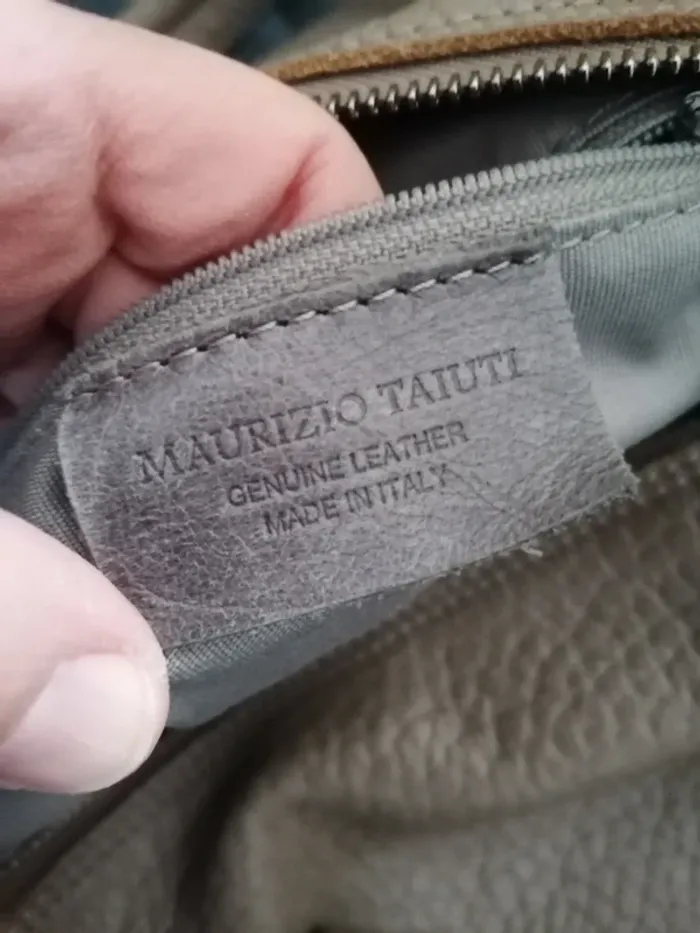 MAURIZIO TAIUTI
GENUINE LEATHER
MADE IN ITALY